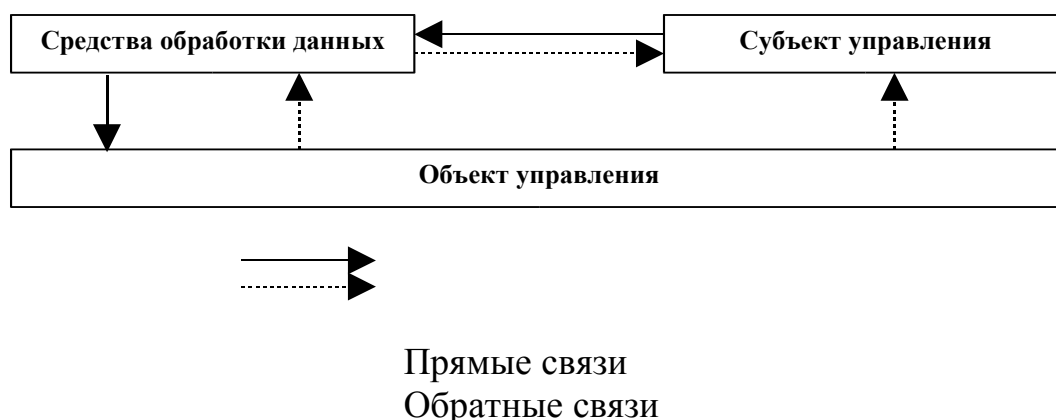 Средства обработки данных
Субъект управления
Объект управления
Прямые связи
Обратные связи